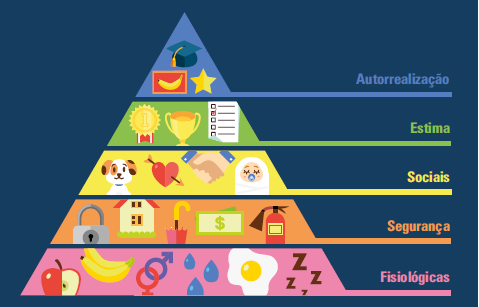 Autorrealização
Estima
Sociais
Segurança
$
Fisiológicas
Z
Z
Z
Z
Z